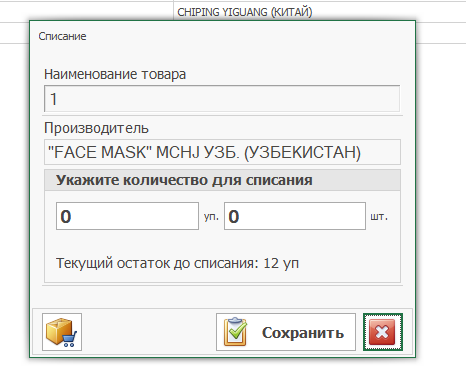 CHIPING YIGUANG (КИТАЙ)
Списание
Наименование товара
1
Производитель
"FACE MASK" MCHJ УЗБ. (УЗБЕКИСТАН)
Укажите количество для списания
0 уп. 0 шт.
Текущий остаток до списания: 12 уп
Сохранить